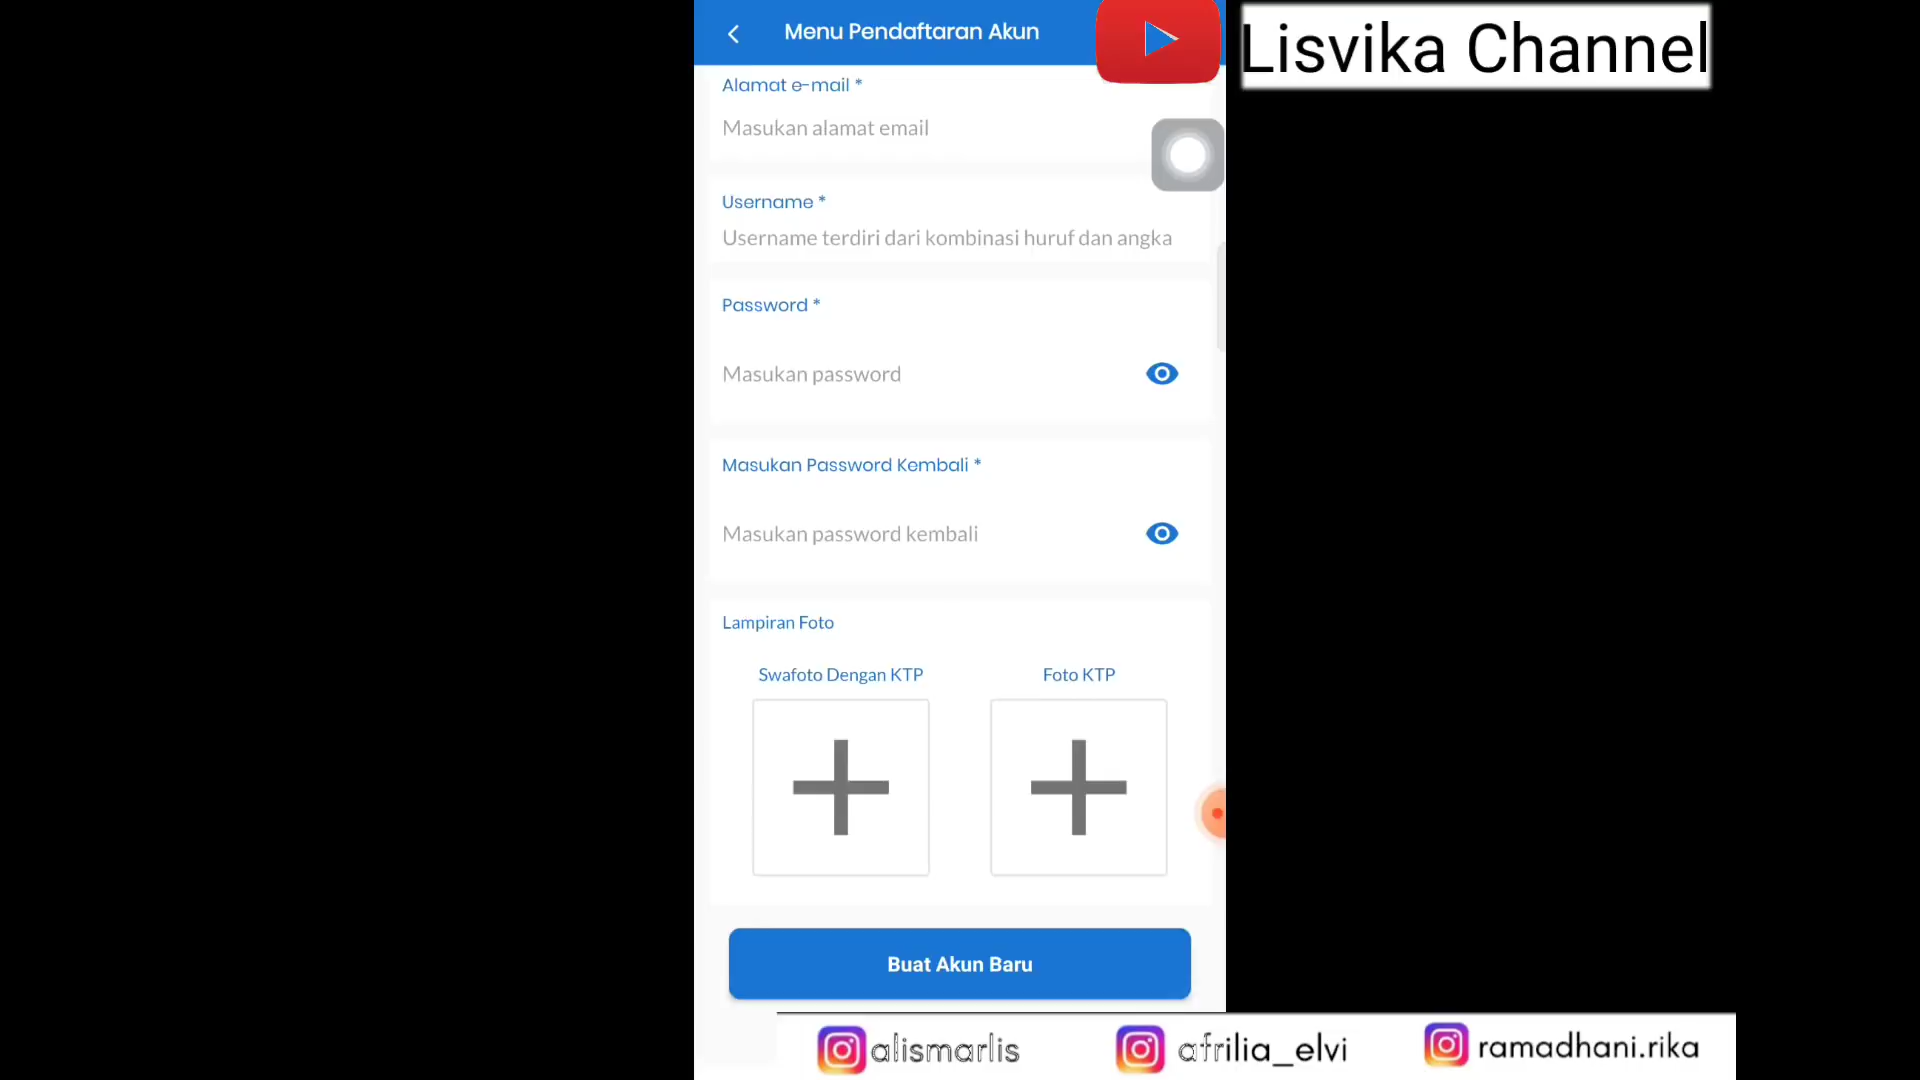 Menu Pendaftaran Akun
Lisvika Channel
Alamat e-mail *
Masukan alamat email
Username *
Username terdiri dari kombinasi huruf dan angka
Password *
Masukan password
Masukan Password Kembali *
Masukan password kembali
Lampiran Foto
Swafoto Dengan KTP
Foto KTP
Buat Akun Baru
alismarlis
afrilia_elvi
ramadhani.rika